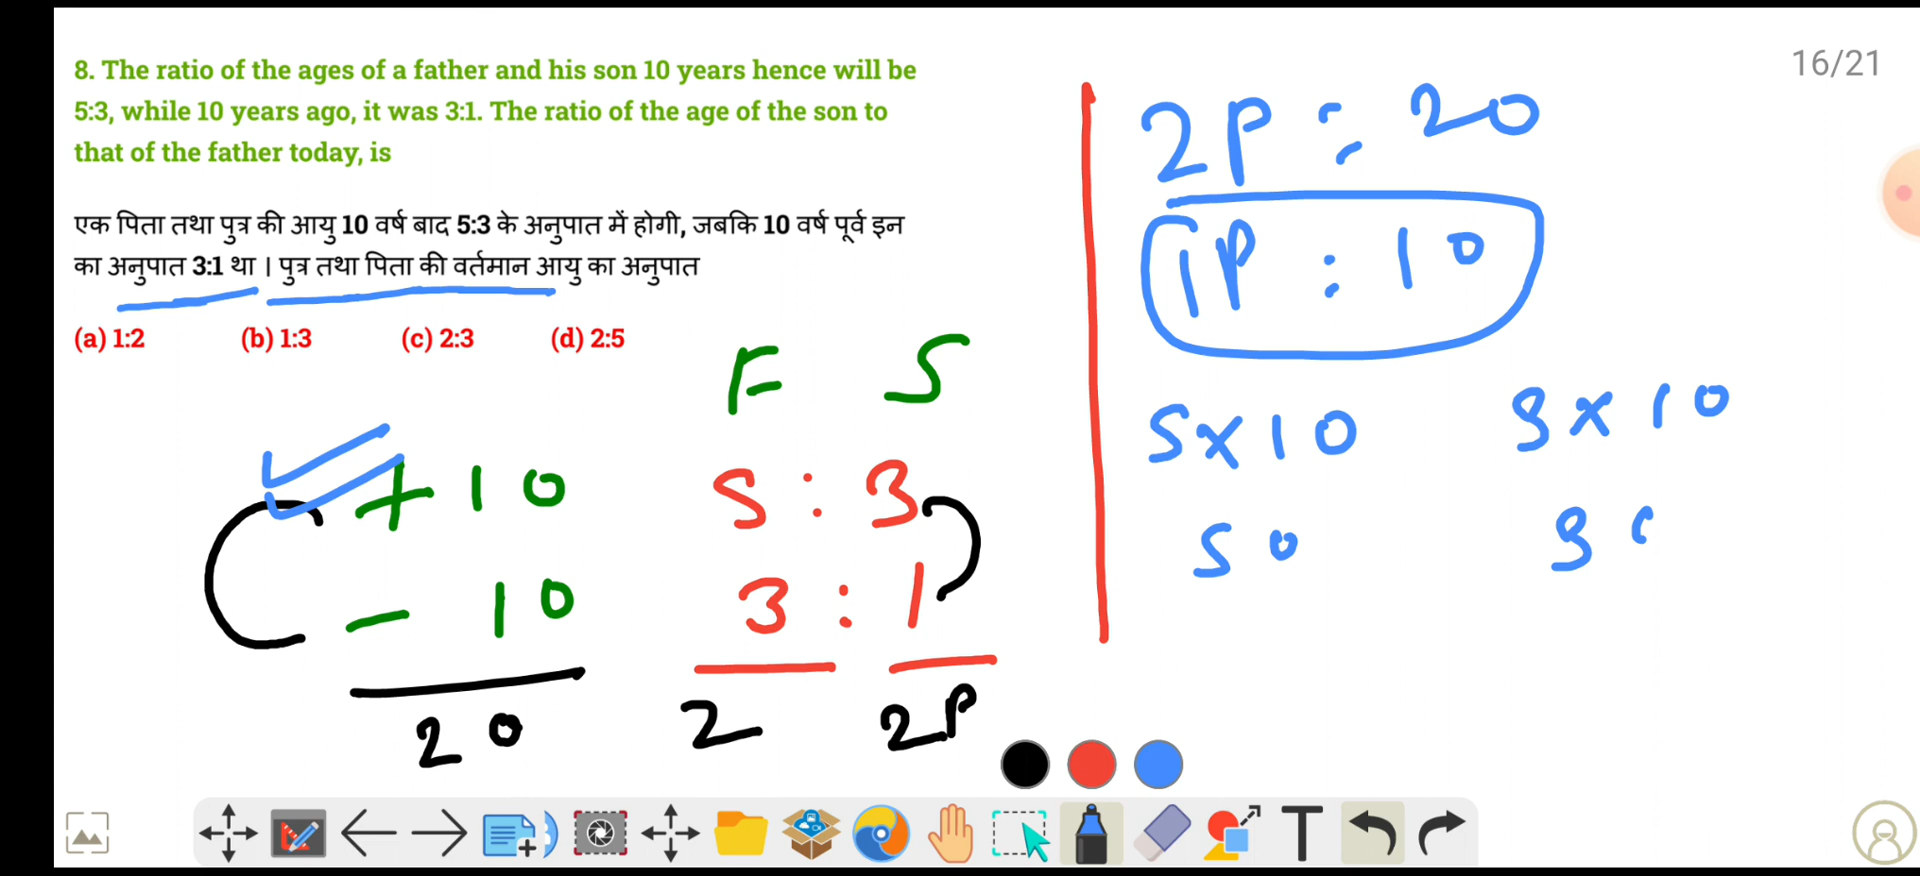 16/21
8. The ratio of the ages of a father and his son 10 years hence will be
5:3, while 10 years ago, it was 3:1. The ratio of the age of the son to
that of the father today, is
एक पिता तथा पुत्र की आयु 10 वर्ष बाद 5:3 के अनुपात में होगी, जबकि 10 वर्ष पूर्व इन
का अनुपात 3:1 था । पुत्र तथा पिता की वर्तमान आयु का अनुपात
(a) 1:2 (b) 1:3 (c) 2:3 (d) 2:5
F S
+10 5 : 3
- 10 3 : 1
20 2 2P
2P : 20
1P : 10
5x10 3x10
50 30
T